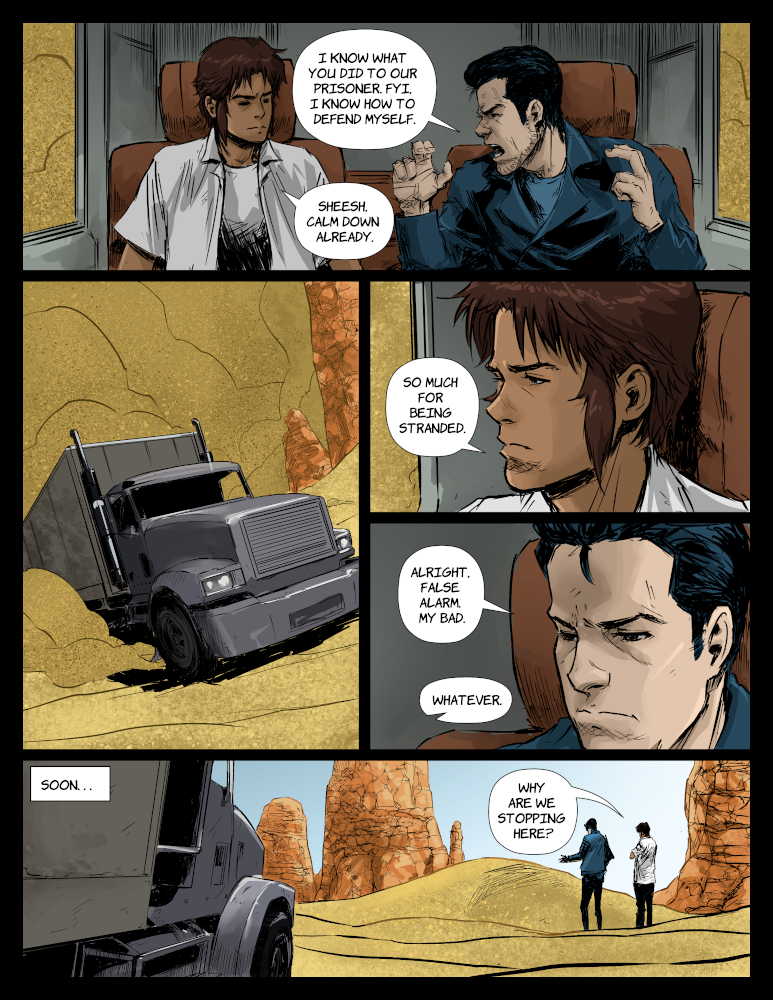 I KNOW WHAT
YOU DID TO OUR
PRISONER. FYI,
I KNOW HOW TO
DEFEND MYSELF.
SHEESH,
CALM DOWN
ALREADY.
SO MUCH
FOR
BEING
STRANDED.
ALRIGHT,
FALSE
ALARM.
MY BAD.
WHATEVER.
SOON...
WHY
ARE WE
STOPPING
HERE?